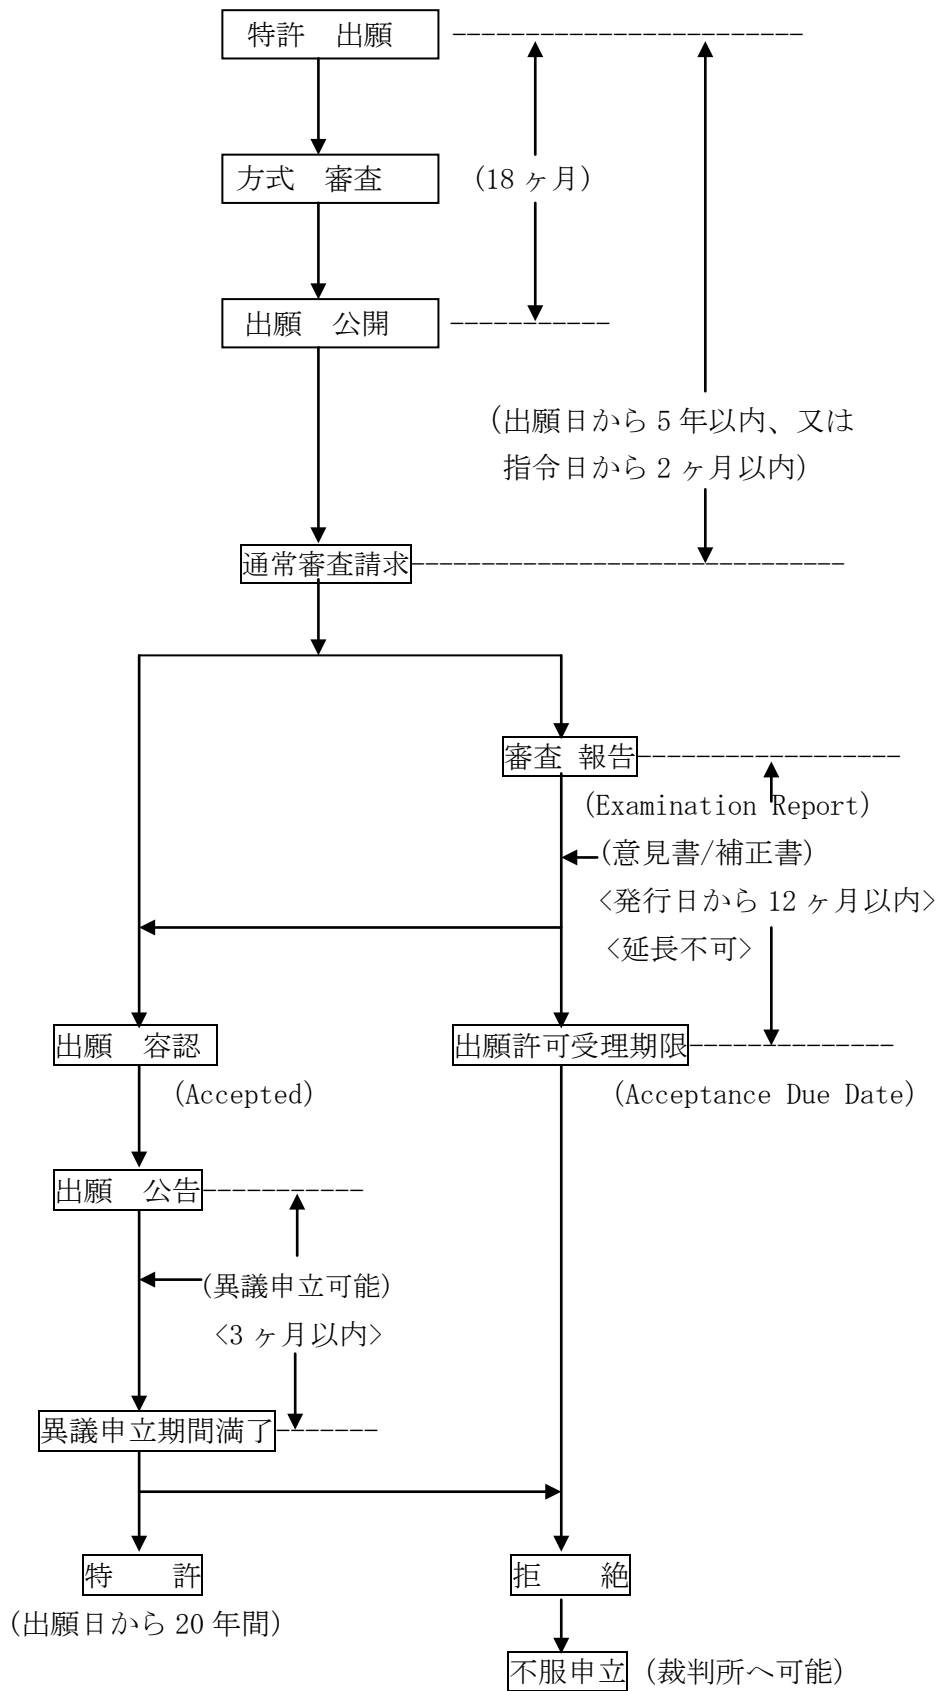 特許　出願
方式　審査
(18 ヶ月)
出願　公開
(出願日から 5 年以内、又は
指令日から 2 ヶ月以内)
通常審査請求
審査 報告
(Examination Report)
(意見書/補正書)
<発行日から 12 ヶ月以内>
<延長不可>
出願　容認
出願許可受理期限
(Accepted)
(Acceptance Due Date)
出願　公告
(異議申立可能)
<3 ヶ月以内>
異議申立期間満了
特　　許
拒　　絶
(出願日から 20 年間)
不服申立 (裁判所へ可能)